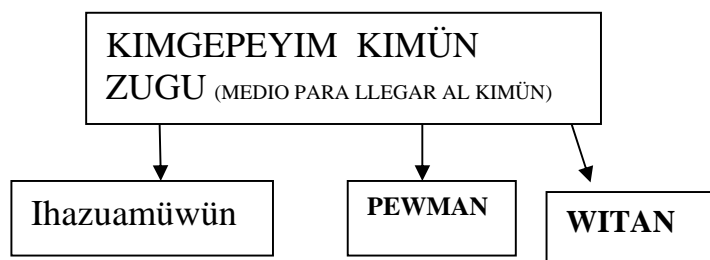 KIMGEPEYIM KIMÜN
ZUGU (MEDIO PARA LLEGAR AL KIMÜN)
Ihazuamüwün
PEWMAN
WITAN